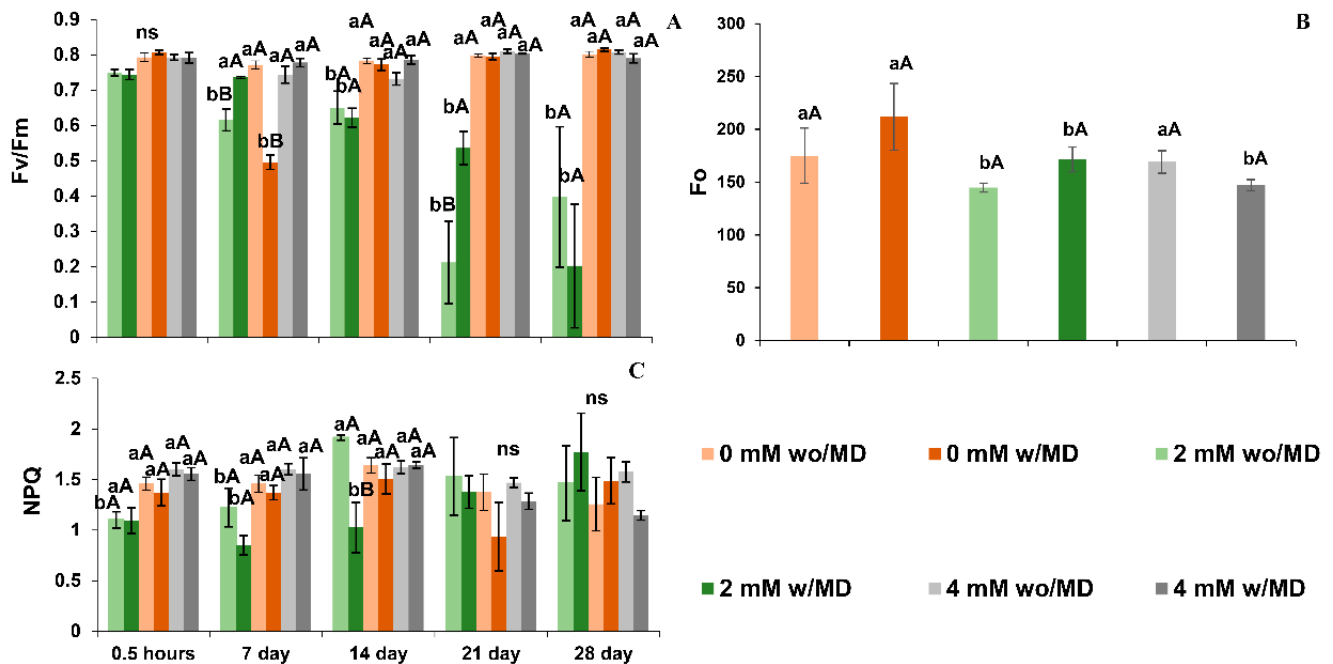 A
Fv/Fm
0.9
0.8
0.7
0.6
0.5
0.4
0.3
0.2
0.1
0
ns
bB
aA
aA
bB
aA
aA
bA
bA
aA
aA
aA
aA
bB
bA
aA
aA
aA
aA
bA
bA
aA
aA
aA
aA
B
Fo
300
250
200
150
100
50
0
aA
aA
bA
bA
aA
bA
C
NPQ
2.5
2
1.5
1
0.5
0
bA
aA
aA
aA
aA
aA
bA
bA
aA
aA
aA
aA
aA
bB
aA
aA
aA
aA
ns
ns
0.5 hours
7 day
14 day
21 day
28 day
0 mM wo/MD
0 mM w/MD
2 mM wo/MD
2 mM w/MD
4 mM wo/MD
4 mM w/MD